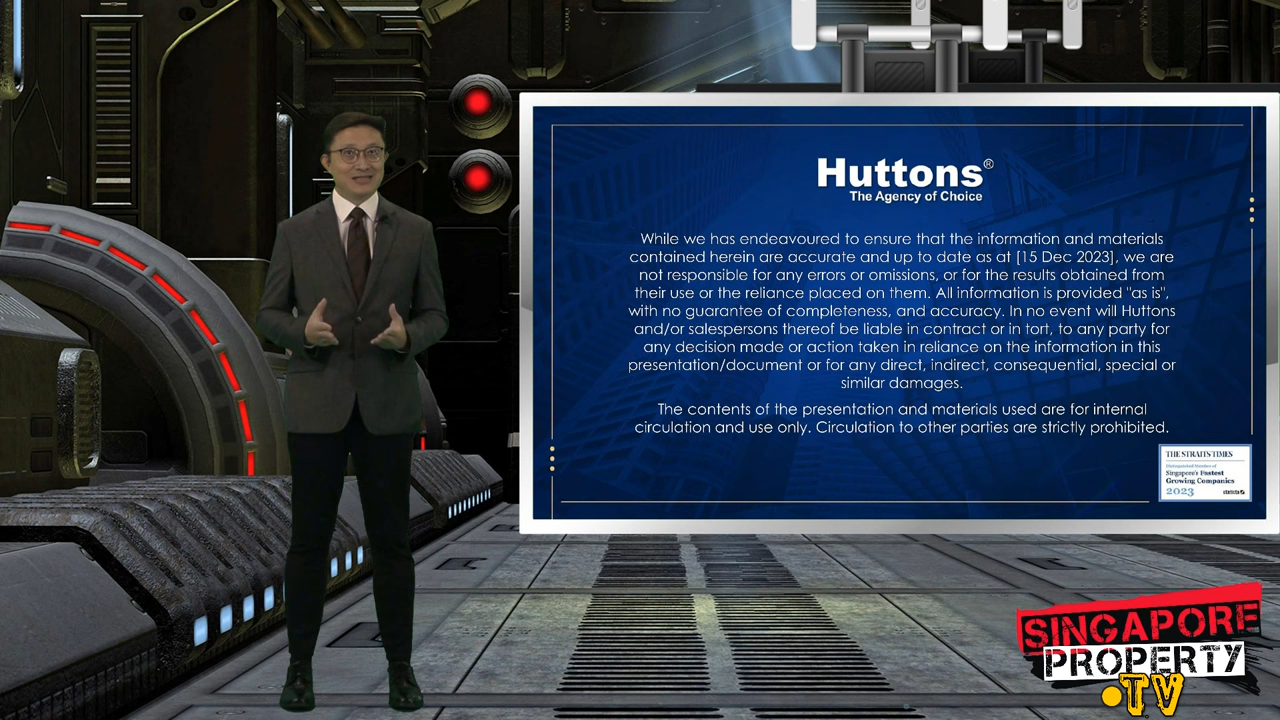 Huttons®
The Agency of Choice
While we has endeavoured to ensure that the information and materials
contained herein are accurate and up to date as at [15 Dec 2023], we are
not responsible for any errors or omissions, or for the results obtained from
their use or the reliance placed on them. All information is provided "as is",
with no guarantee of completeness, and accuracy. In no event will Huttons
and/or salespersons thereof be liable in contract or in tort, to any party for
any decision made or action taken in reliance on the information in this
presentation/document or for any direct, indirect, consequential, special or
similar damages.
The contents of the presentation and materials used are for internal
circulation and use only. Circulation to other parties are strictly prohibited.
THE STRAITS TIMES
Distinguished Member of
Singapore's Fastest
Growing Companies
2023
statista
SINGAPORE
PROPERTY
.TV